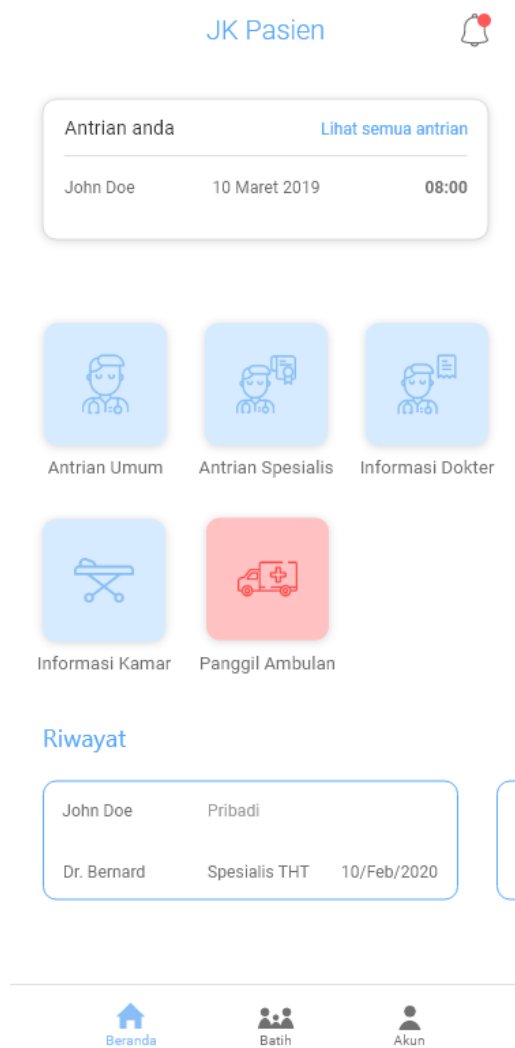 JK Pasien
Antrian anda Lihat semua antrian
John Doe 10 Maret 2019 08:00
Antrian Umum Antrian Spesialis Informasi Dokter
Informasi Kamar Panggil Ambulan
Riwayat
John Doe Pribadi
Dr. Bernard Spesialis THT 10/Feb/2020
Beranda Batih Akun